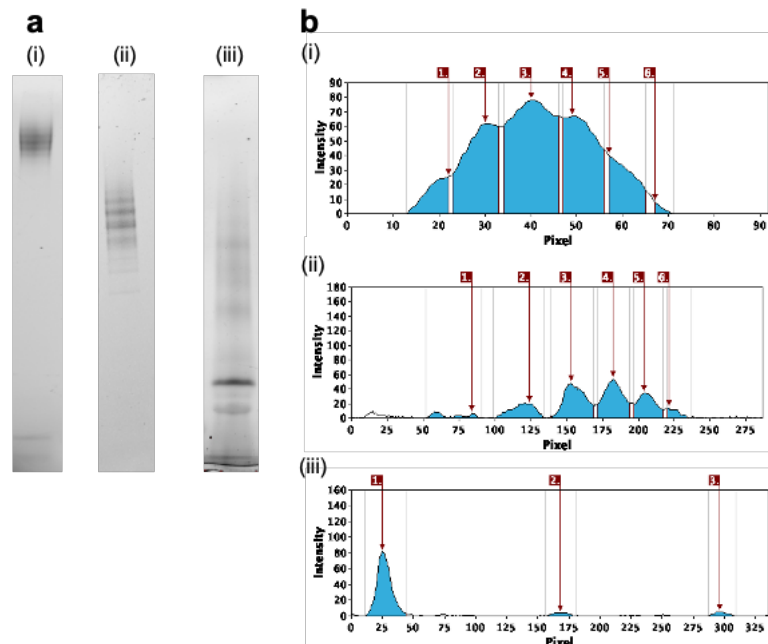 a
(i) (ii) (iii)
b
(i)
1. 2. 3. 4. 5. 6.
90
80
70
60
50
40
30
20
10
0
Intensity
0 10 20 30 40 50 60 70 80 90
Pixel
(ii)
1. 2. 3. 4. 5. 6.
180
160
140
120
100
80
60
40
20
0
Intensity
0 25 50 75 100 125 150 175 200 225 250 275
Pixel
(iii)
1. 2. 3.
160
140
120
100
80
60
40
20
0
Intensity
0 25 50 75 100 125 150 175 200 225 250 275 300 325
Pixel